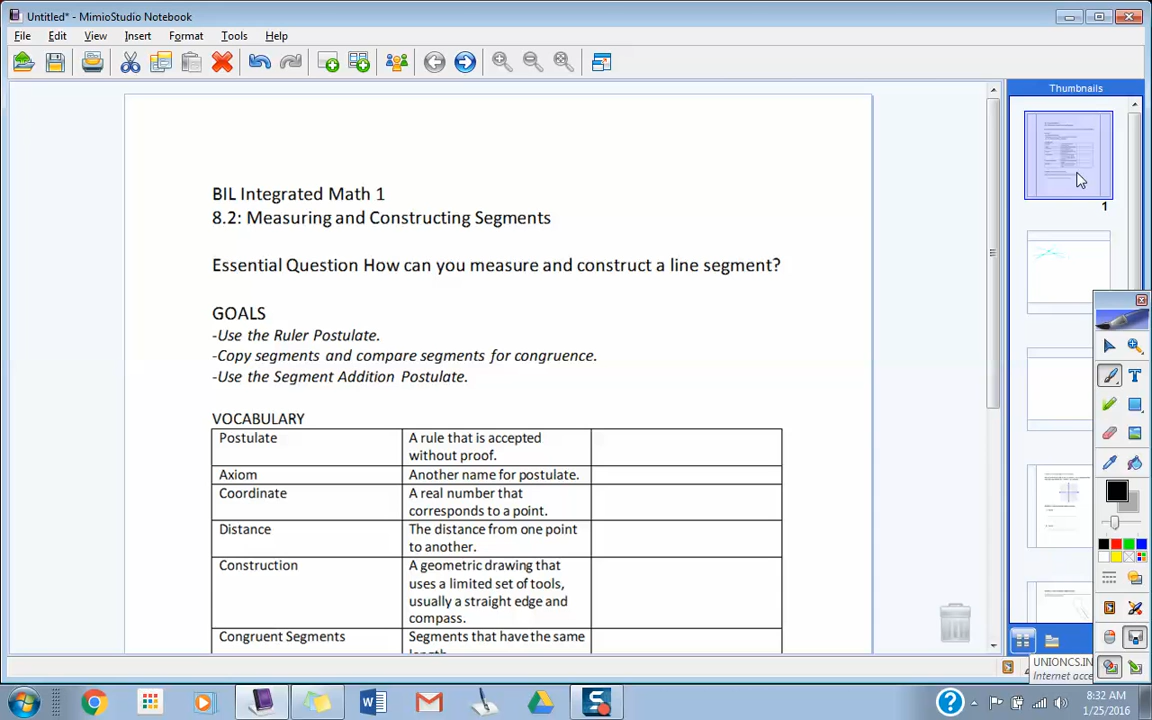 Untitled* - MimioStudio Notebook
File Edit View Insert Format Tools Help
Thumbnails
1
BIL Integrated Math 1
8.2: Measuring and Constructing Segments
Essential Question How can you measure and construct a line segment?
GOALS
-Use the Ruler Postulate.
-Copy segments and compare segments for congruence.
-Use the Segment Addition Postulate.
VOCABULARY
Postulate
A rule that is accepted
without proof.
Axiom
Another name for postulate.
Coordinate
A real number that
corresponds to a point.
Distance
The distance from one point
to another.
Construction
A geometric drawing that
uses a limited set of tools,
usually a straight edge and
compass.
Congruent Segments
Segments that have the same
length.
T
UNIONCS.IN
Internet acce
W
S
?
8:32 AM
1/25/2016